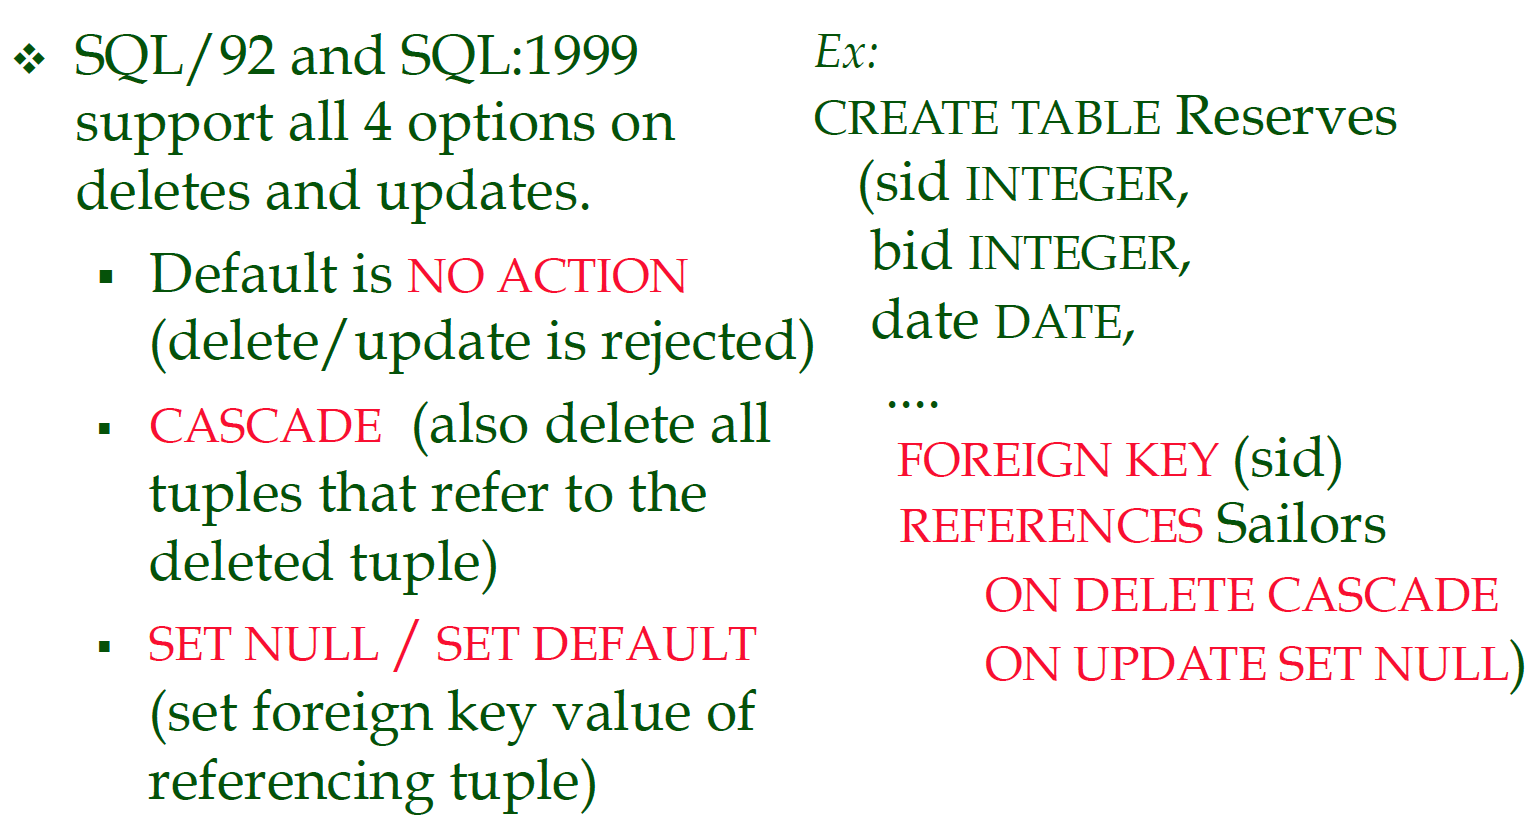 ❖ SQL/92 and SQL:1999
support all 4 options on
deletes and updates.
▪ Default is NO ACTION
(delete/update is rejected)
▪ CASCADE (also delete all
tuples that refer to the
deleted tuple)
▪ SET NULL / SET DEFAULT
(set foreign key value of
referencing tuple)
Ex:
CREATE TABLE Reserves
(sid INTEGER,
bid INTEGER,
date DATE,
....
FOREIGN KEY (sid)
REFERENCES Sailors
ON DELETE CASCADE
ON UPDATE SET NULL)